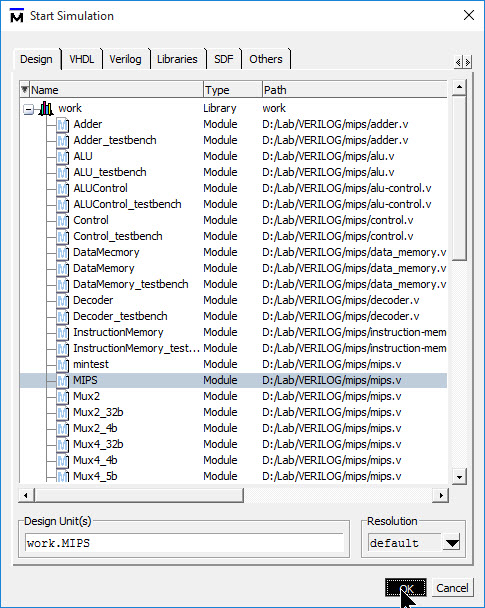 Start Simulation
Design VHDL Verilog Libraries SDF Others
Name Type Path
work Library work
Adder Module D:/Lab/VERILOG/mips/adder.v
Adder_testbench Module D:/Lab/VERILOG/mips/adder.v
ALU Module D:/Lab/VERILOG/mips/alu.v
ALU_testbench Module D:/Lab/VERILOG/mips/alu.v
ALUControl Module D:/Lab/VERILOG/mips/alu-control.v
ALUControl_testbench Module D:/Lab/VERILOG/mips/alu-control.v
Control Module D:/Lab/VERILOG/mips/control.v
Control_testbench Module D:/Lab/VERILOG/mips/control.v
DataMecmory Module D:/Lab/VERILOG/mips/data_memory.v
DataMemory Module D:/Lab/VERILOG/mips/data_memory.v
DataMemory_testbench Module D:/Lab/VERILOG/mips/data_memory.v
Decoder Module D:/Lab/VERILOG/mips/decoder.v
Decoder_testbench Module D:/Lab/VERILOG/mips/decoder.v
InstructionMemory Module D:/Lab/VERILOG/mips/instruction-mem
InstructionMemory_test... Module D:/Lab/VERILOG/mips/instruction-mem
mintest Module D:/Lab/VERILOG/mips/mips.v
MIPS Module D:/Lab/VERILOG/mips/mips.v
Mux2 Module D:/Lab/VERILOG/mips/mips.v
Mux2_32b Module D:/Lab/VERILOG/mips/mips.v
Mux2_4b Module D:/Lab/VERILOG/mips/mips.v
Mux4_32b Module D:/Lab/VERILOG/mips/mips.v
Mux4_4b Module D:/Lab/VERILOG/mips/mips.v
Mux4_5b Module D:/Lab/VERILOG/mips/mips.v
Design Unit(s) Resolution
work.MIPS default
OK Cancel